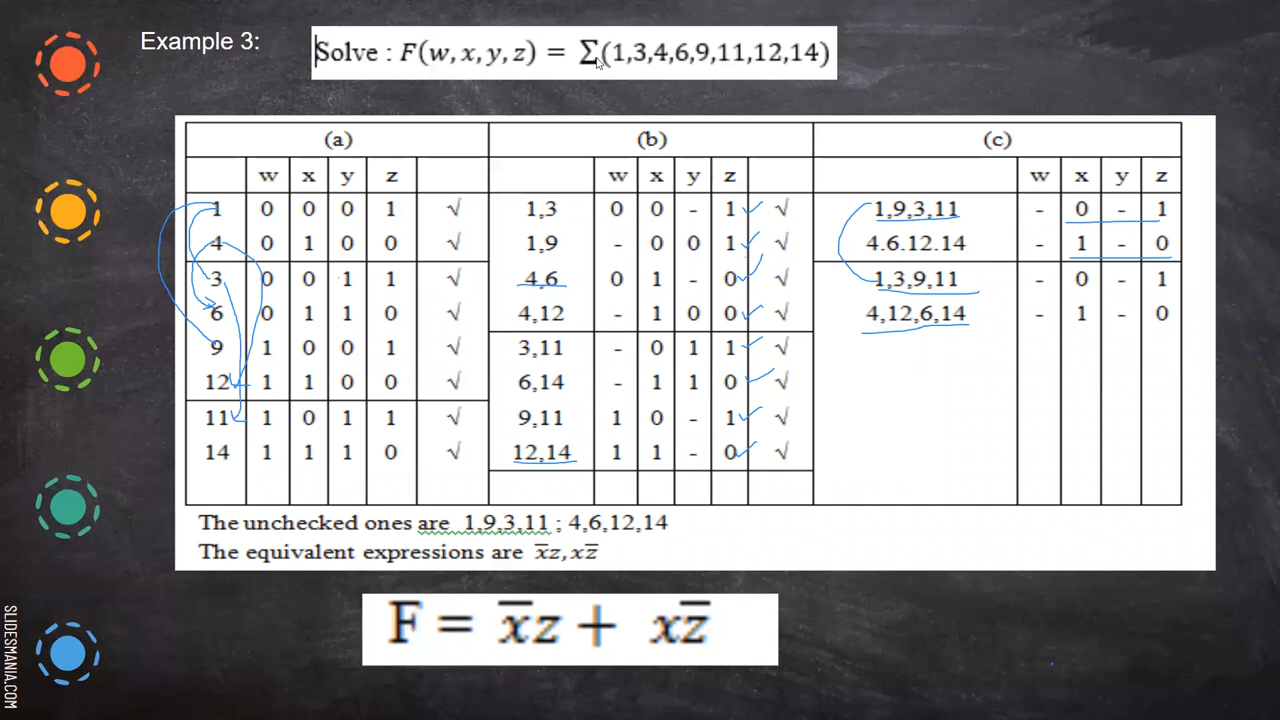 Example 3:
Solve : F(w, x, y, z) = ∑(1,3,4,6,9,11,12,14)
(a) (b) (c)
w x y z w x y z w x y z
1 0 0 0 1 √ 1,3 0 0 - 1 √ 1,9,3,11 - 0 - 1
4 0 1 0 0 √ 1,9 - 0 0 1 √ 4.6.12.14 - 1 - 0
3 0 0 1 1 √ 4,6 0 1 - 0 √ 1,3,9,11 - 0 - 1
6 0 1 1 0 √ 4,12 - 1 0 0 √ 4,12,6,14 - 1 - 0
9 1 0 0 1 √ 3,11 - 0 1 1 √
12 1 1 0 0 √ 6,14 - 1 1 0 √
11 1 0 1 1 √ 9,11 1 0 - 1 √
14 1 1 1 0 √ 12,14 1 1 - 0 √
The unchecked ones are 1,9,3,11 ; 4,6,12,14
The equivalent expressions are x̅z, xz̅
F = x̅z + xz̅
SLIDESMANIA.COM